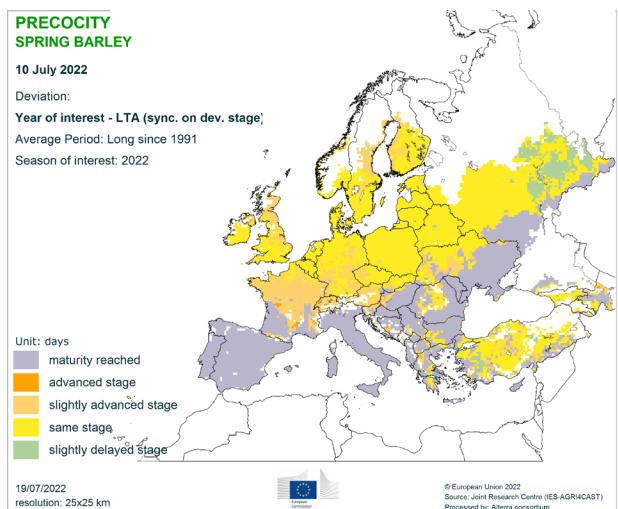 PRECOCITY
SPRING BARLEY
10 July 2022
Deviation:
Year of interest - LTA (sync. on dev. stage)
Average Period: Long since 1991
Season of interest: 2022
Unit: days
maturity reached
advanced stage
slightly advanced stage
same stage
slightly delayed stage
19/07/2022
resolution: 25x25 km
European
Commission
© European Union 2022
Source: Joint Research Centre (IES-AGRI4CAST)
Processed by: Alterra consortium